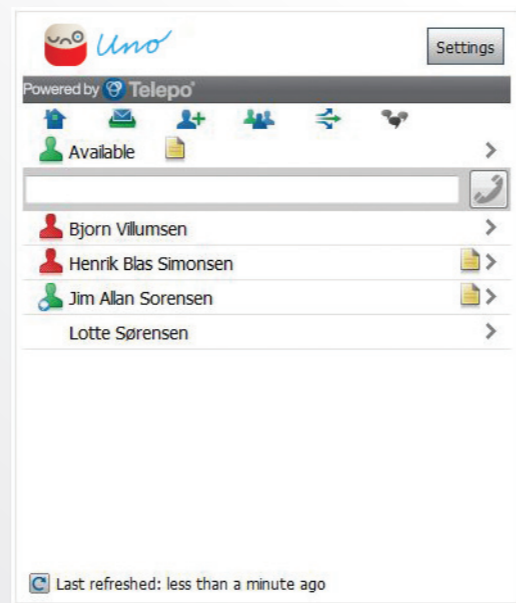 uno Uno
Settings
Powered by Telepo®
Available
Bjorn Villumsen
Henrik Blas Simonsen
Jim Allan Sorensen
Lotte Sørensen
Last refreshed: less than a minute ago